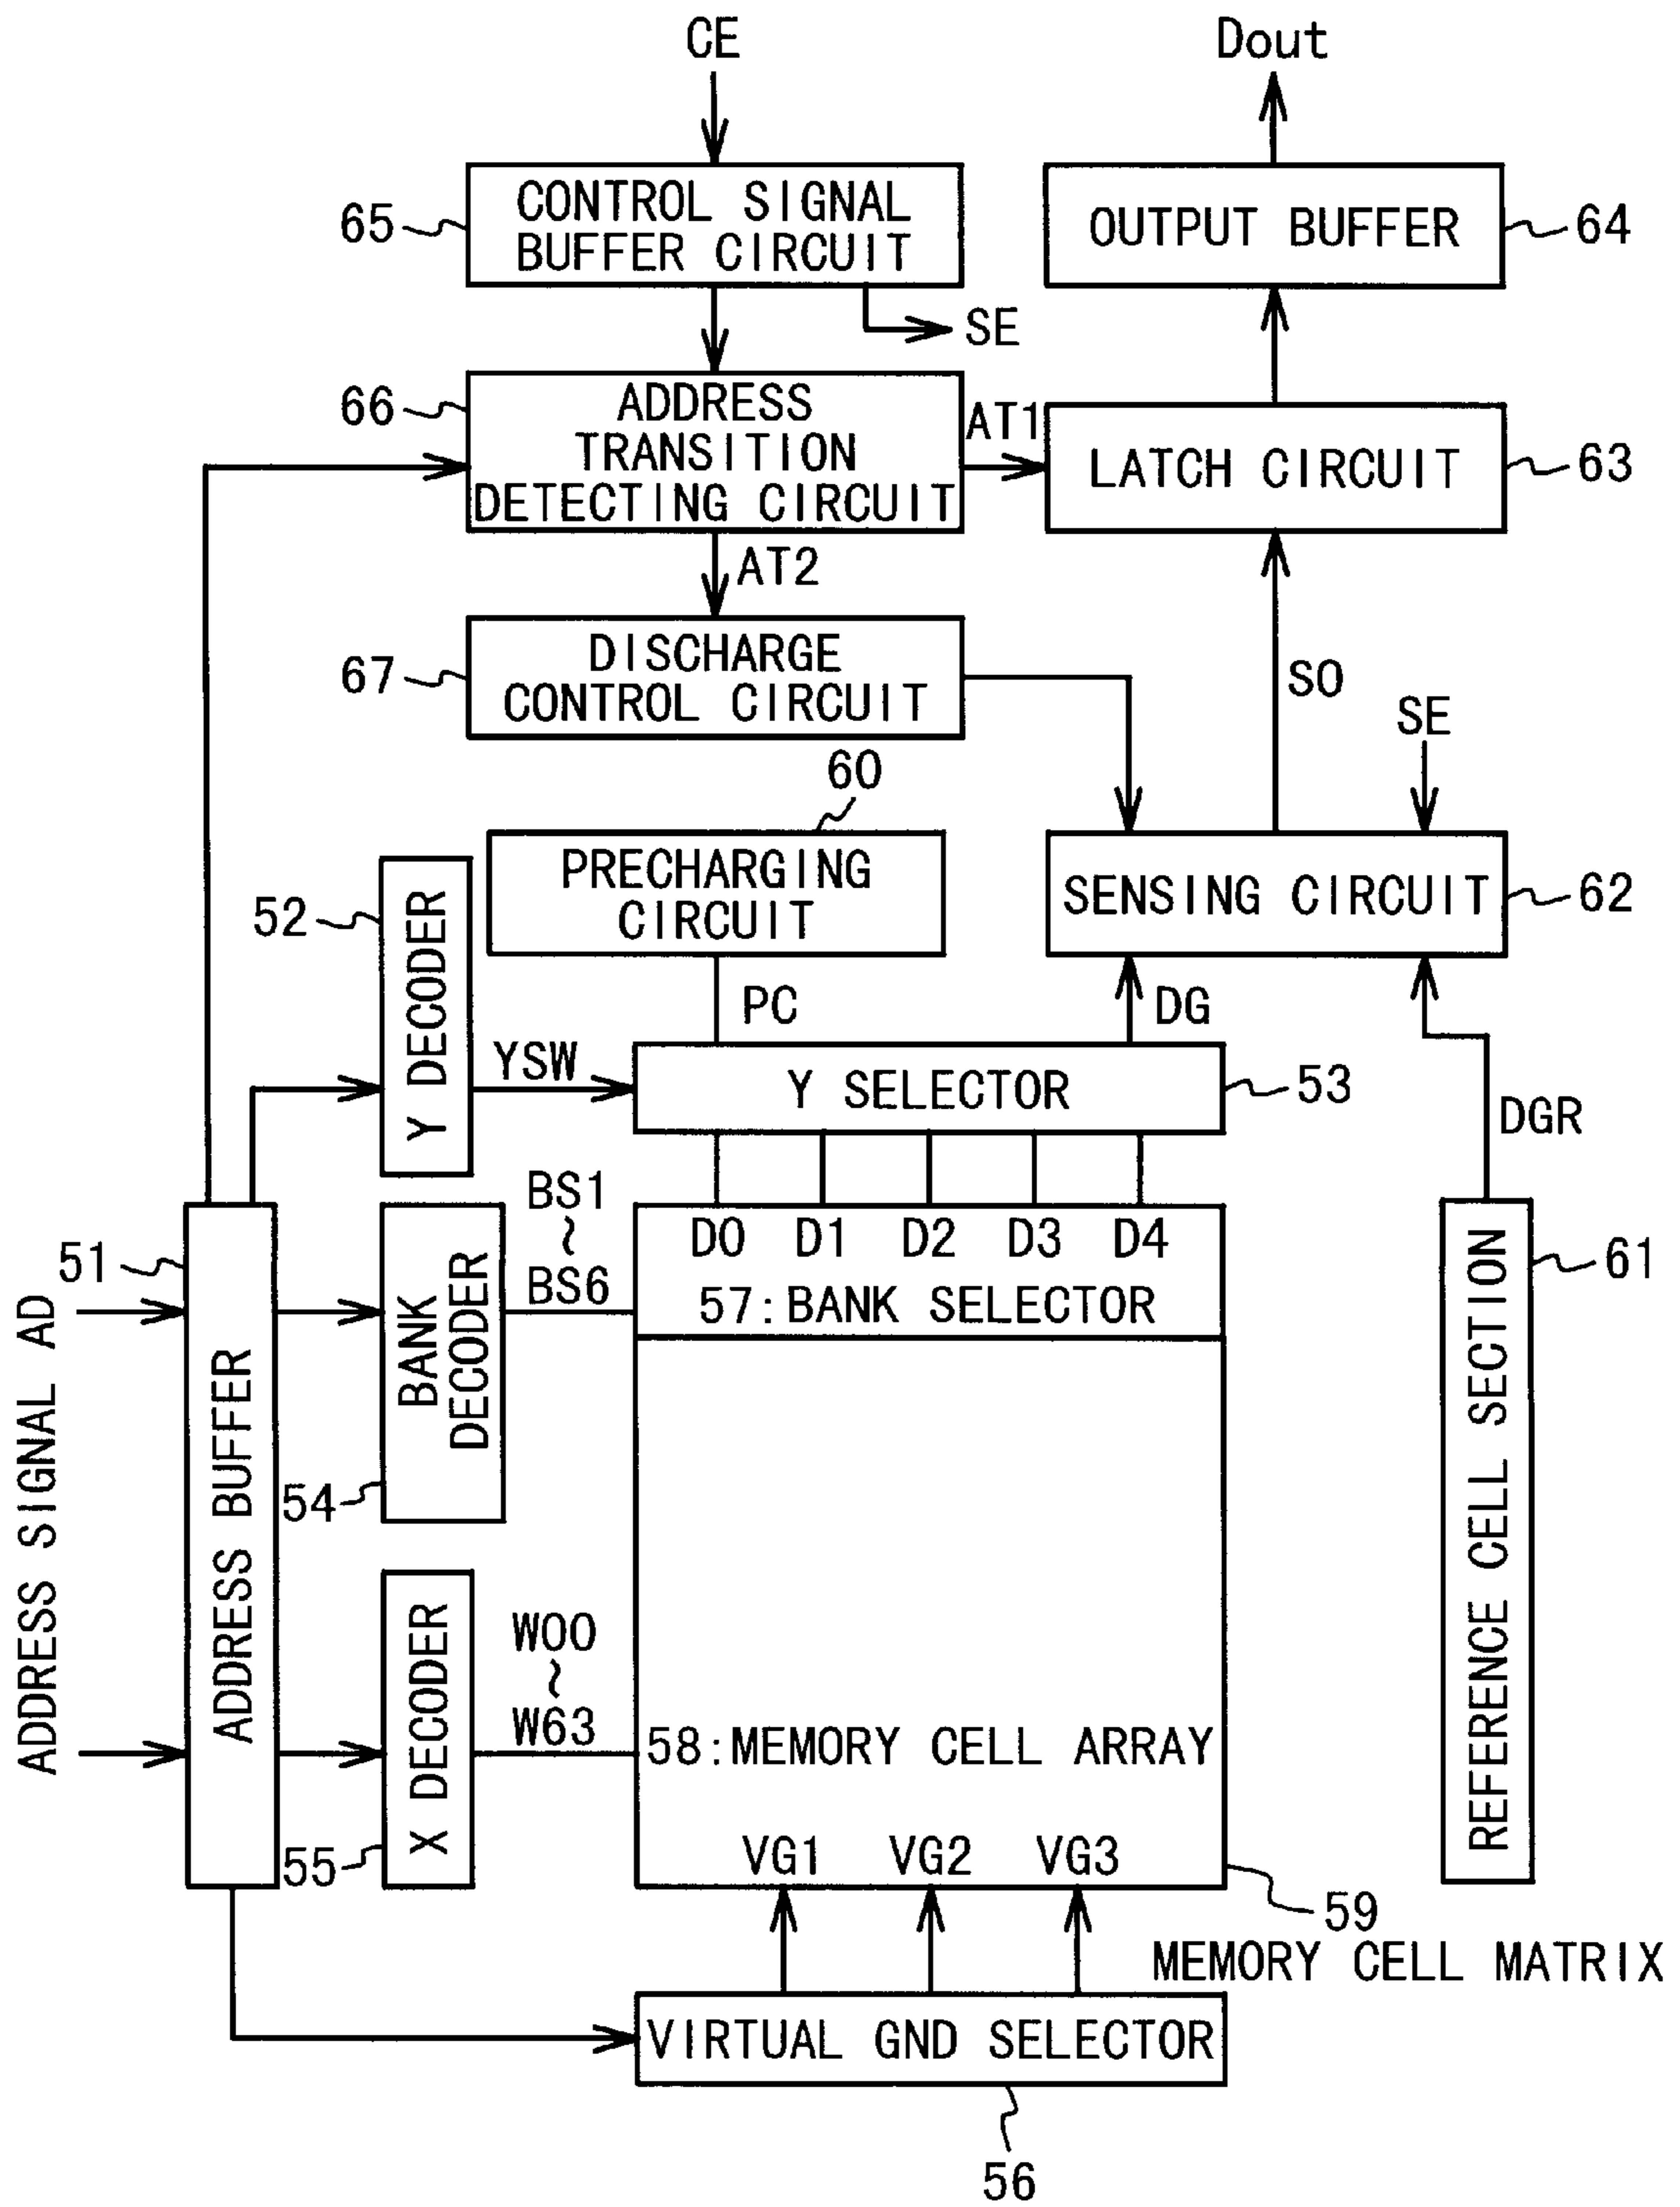 CE
Dout
65
CONTROL SIGNAL
BUFFER CIRCUIT
OUTPUT BUFFER
64
SE
66
ADDRESS
TRANSITION
DETECTING CIRCUIT
AT1
LATCH CIRCUIT
63
AT2
67
DISCHARGE
CONTROL CIRCUIT
SO
SE
60
PRECHARGING
CIRCUIT
SENSING CIRCUIT
62
52
Y DECODER
PC
DG
YSW
Y SELECTOR
53
DGR
51
ADDRESS SIGNAL AD
ADDRESS BUFFER
BANK
DECODER
54
BS1
~
BS6
D0 D1 D2 D3 D4
57:BANK SELECTOR
61
REFERENCE CELL SECTION
X DECODER
55
W00
~
W63
58:MEMORY CELL ARRAY
VG1 VG2 VG3
59
MEMORY CELL MATRIX
VIRTUAL GND SELECTOR
56